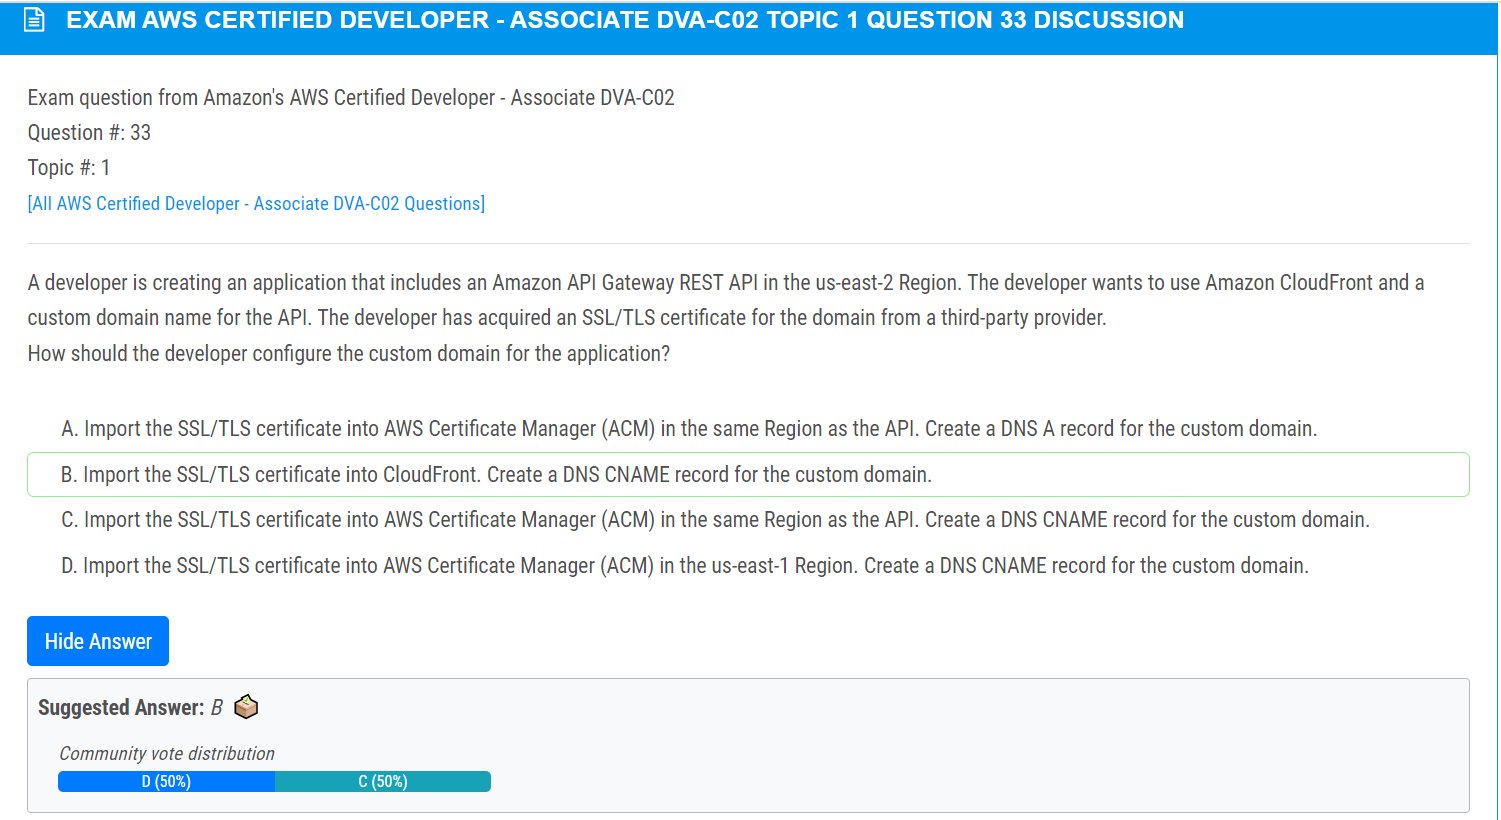 EXAM AWS CERTIFIED DEVELOPER - ASSOCIATE DVA-C02 TOPIC 1 QUESTION 33 DISCUSSION
Exam question from Amazon's AWS Certified Developer - Associate DVA-C02
Question #: 33
Topic #: 1
[All AWS Certified Developer - Associate DVA-C02 Questions]
A developer is creating an application that includes an Amazon API Gateway REST API in the us-east-2 Region. The developer wants to use Amazon CloudFront and a
custom domain name for the API. The developer has acquired an SSL/TLS certificate for the domain from a third-party provider.
How should the developer configure the custom domain for the application?
A. Import the SSL/TLS certificate into AWS Certificate Manager (ACM) in the same Region as the API. Create a DNS A record for the custom domain.
B. Import the SSL/TLS certificate into CloudFront. Create a DNS CNAME record for the custom domain.
C. Import the SSL/TLS certificate into AWS Certificate Manager (ACM) in the same Region as the API. Create a DNS CNAME record for the custom domain.
D. Import the SSL/TLS certificate into AWS Certificate Manager (ACM) in the us-east-1 Region. Create a DNS CNAME record for the custom domain.
Hide Answer
Suggested Answer: B
Community vote distribution
D (50%) C (50%)